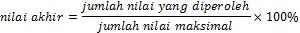 nilai akhir = jumlah nilai yang diperoleh / jumlah nilai maksimal × 100%